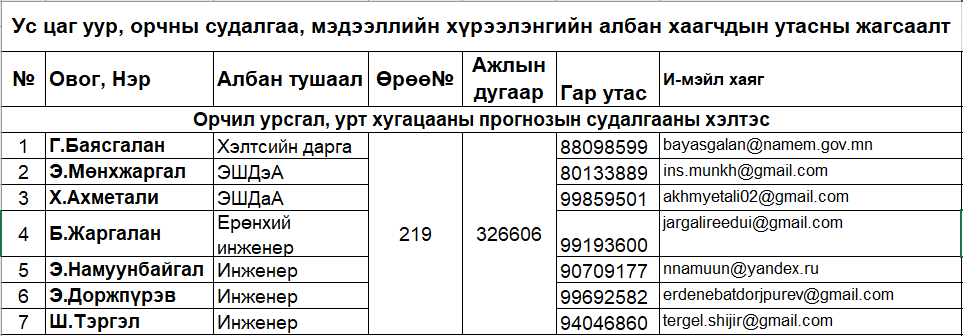 Ус цаг уур, орчны судалгаа, мэдээллийн хүрээлэнгийн албан хаагчдын утасны жагсаалт
№ Овог, Нэр Албан тушаал Өрөө№ Ажлын дугаар Гар утас И-мэйл хаяг
Орчил урсгал, урт хугацааны прогнозын судалгааны хэлтэс
1 Г.Баясгалан Хэлтсийн дарга 219 326606 88098599 bayasgalan@namem.gov.mn
2 Э.Мөнхжаргал ЭШДэА 80133889 ins.munkh@gmail.com
3 Х.Ахметали ЭШДаА 99859501 akhmyetali02@gmail.com
4 Б.Жаргалан Ерөнхий инженер 99193600 jargalireedui@gmail.com
5 Э.Намуунбайгал Инженер 90709177 nnamuun@yandex.ru
6 Э.Доржпүрэв Инженер 99692582 erdenebatdorjpurev@gmail.com
7 Ш.Тэргэл Инженер 94046860 tergel.shijir@gmail.com